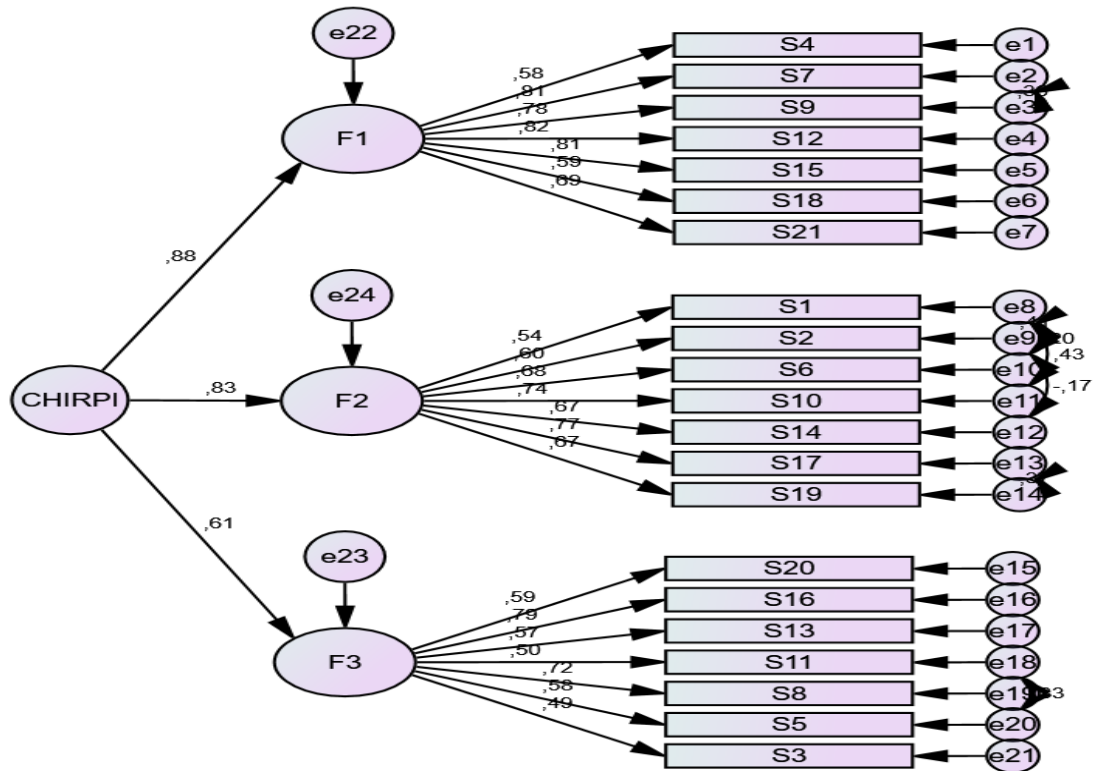 e22
F1
,58
,81
,78
,82
,81
,59
,69
S4
S7
S9
S12
S15
S18
S21
e1
e2
e3
e4
e5
e6
e7
,88
CHIRPI
,83
,61
e24
F2
,54
,60
,68
,74
,67
,77
,67
S1
S2
S6
S10
S14
S17
S19
e8
e9
e10
e11
e12
e13
e14
,43
-,17
e23
F3
,59
,79
,57
,50
,72
,58
,49
S20
S16
S13
S11
S8
S5
S3
e15
e16
e17
e18
e19
e20
e21